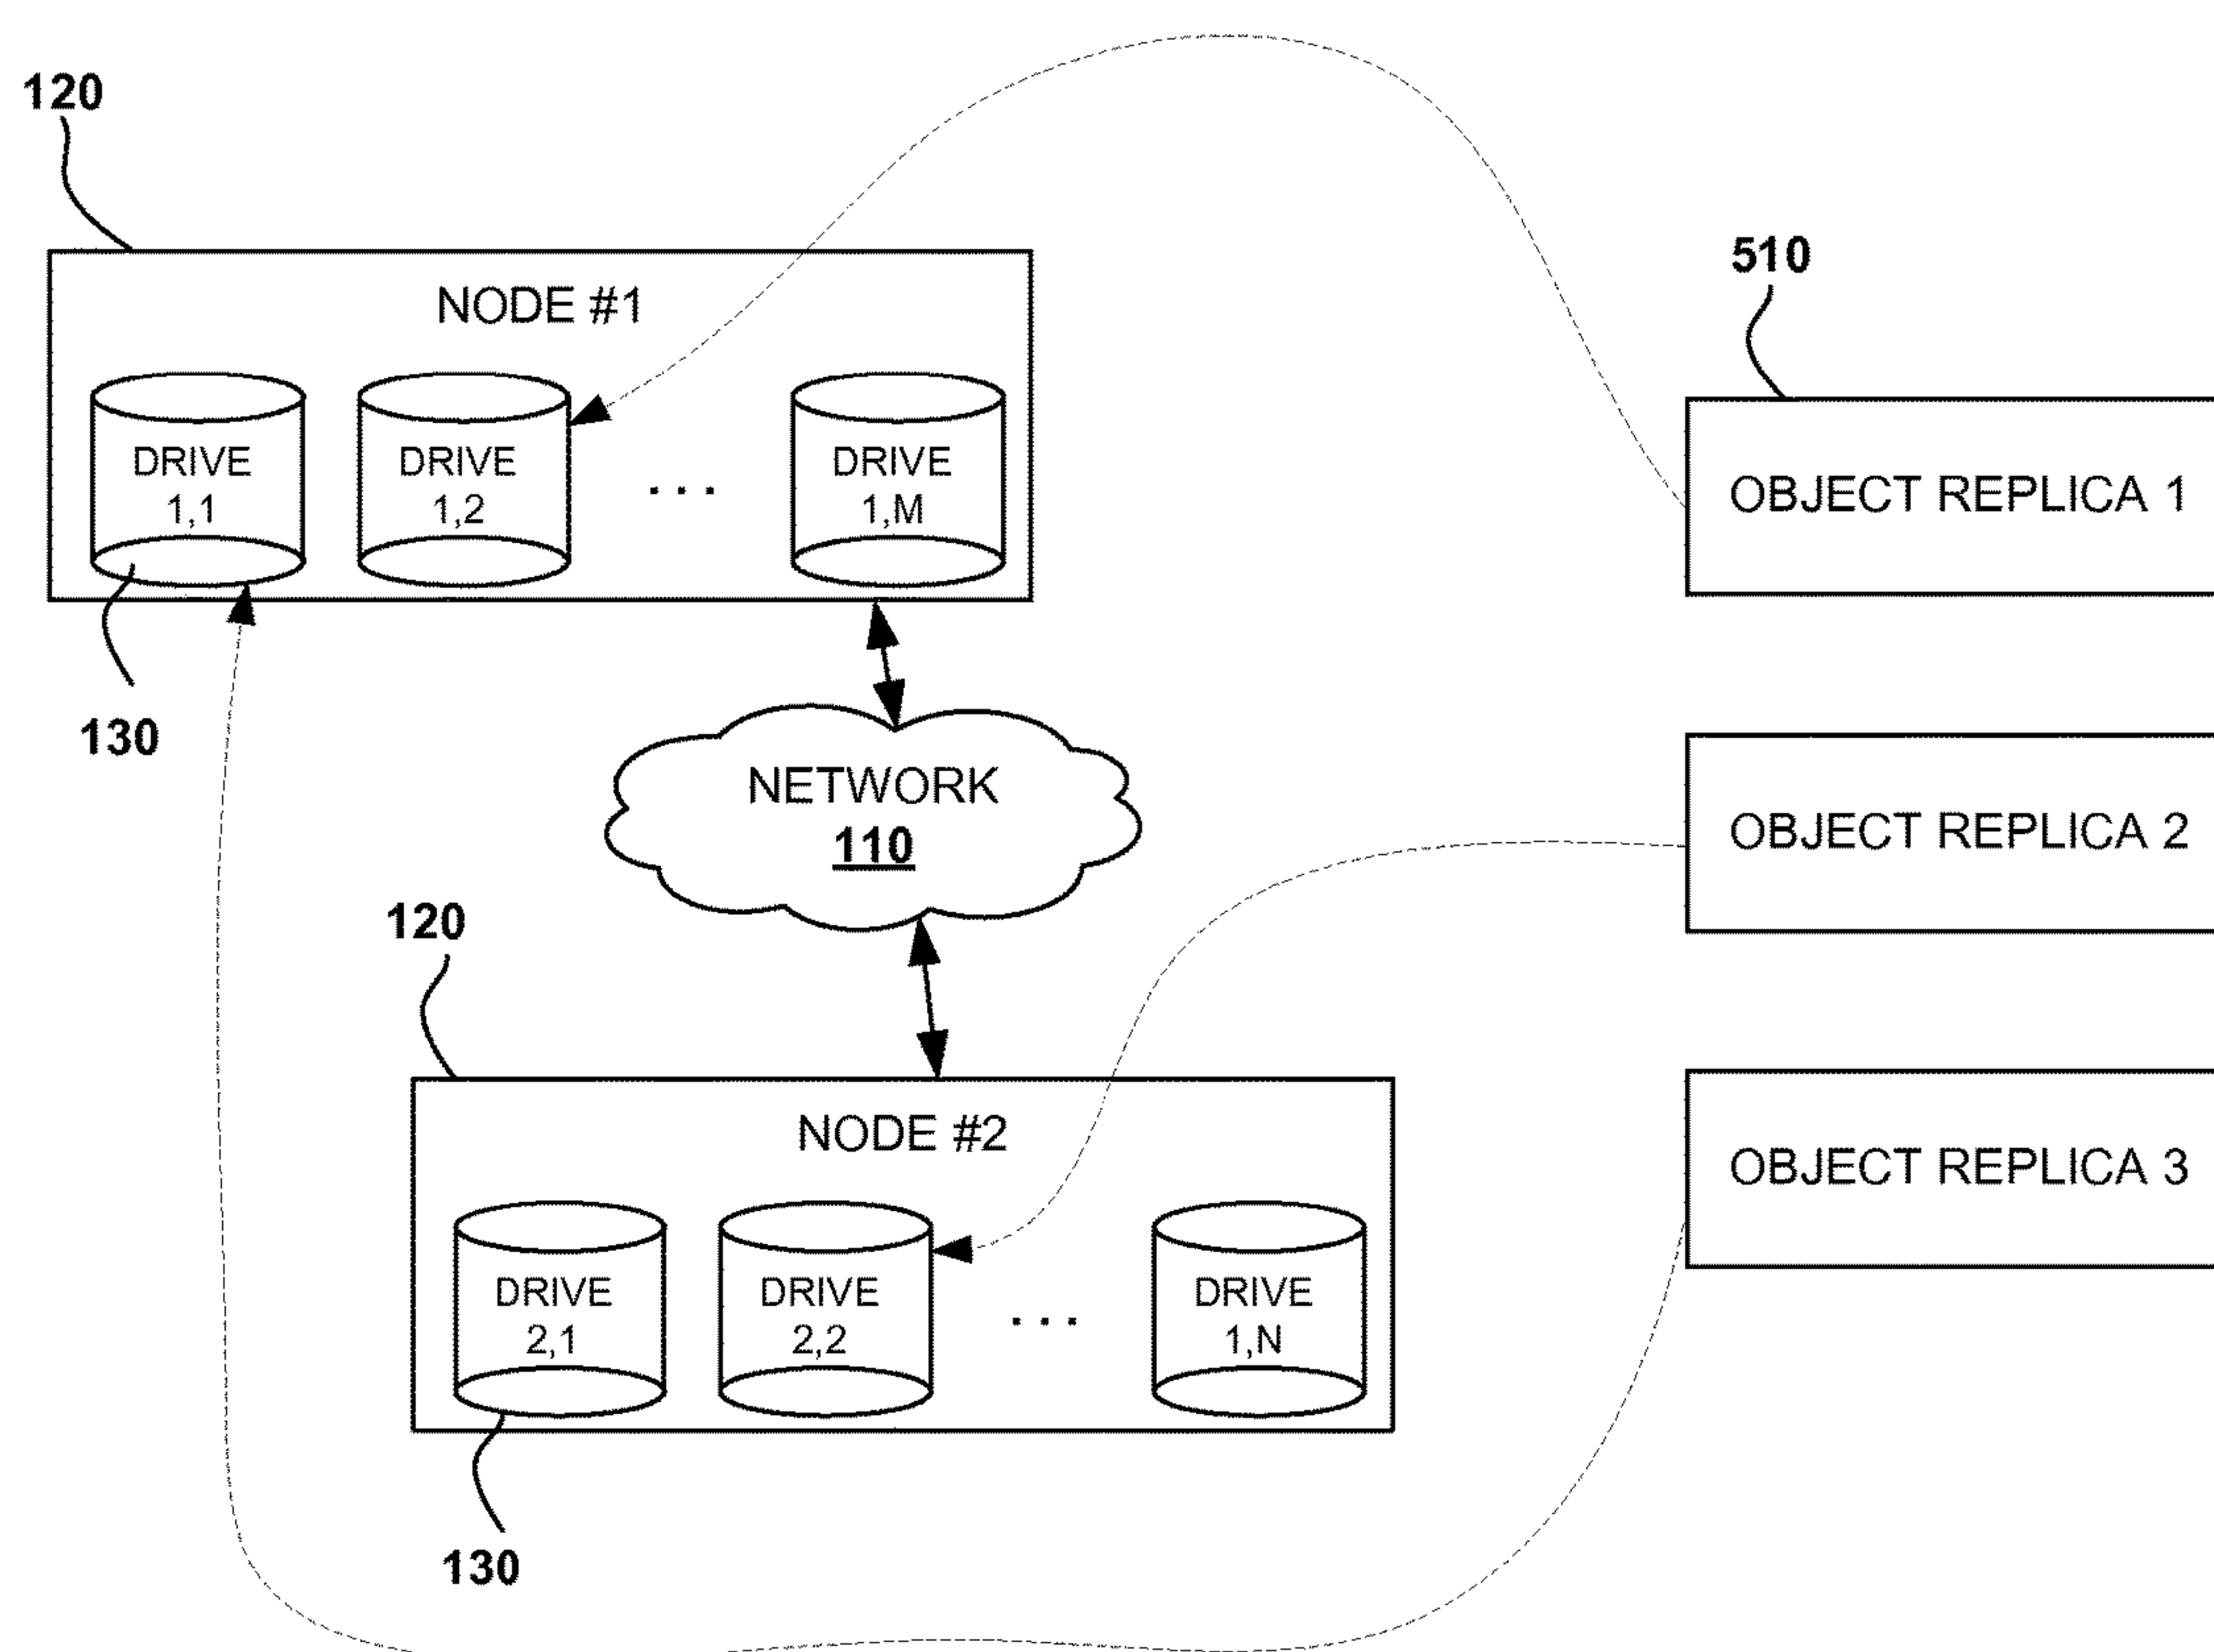 120
510
NODE #1
DRIVE
1,1
DRIVE
1,2
...
DRIVE
1,M
OBJECT REPLICA 1
130
NETWORK
110
OBJECT REPLICA 2
120
NODE #2
OBJECT REPLICA 3
DRIVE
2,1
DRIVE
2,2
...
DRIVE
1,N
130